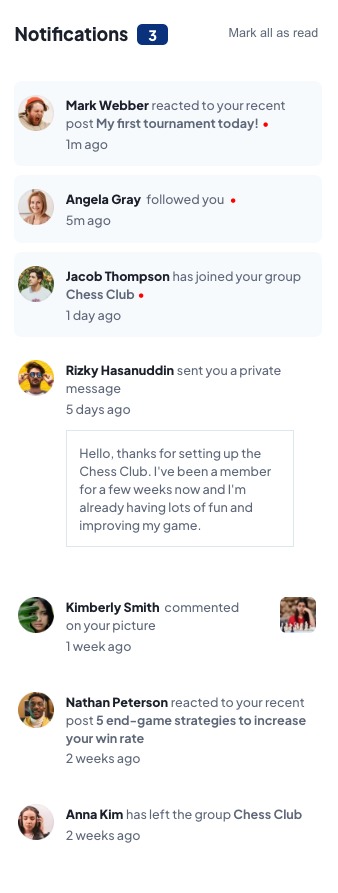 Notifications 3 Mark all as read
Mark Webber reacted to your recent
post My first tournament today!
1m ago
Angela Gray followed you
5m ago
Jacob Thompson has joined your group
Chess Club
1 day ago
Rizky Hasanuddin sent you a private
message
5 days ago
Hello, thanks for setting up the
Chess Club. I've been a member
for a few weeks now and I'm
already having lots of fun and
improving my game.
Kimberly Smith commented
on your picture
1 week ago
Nathan Peterson reacted to your recent
post 5 end-game strategies to increase
your win rate
2 weeks ago
Anna Kim has left the group Chess Club
2 weeks ago